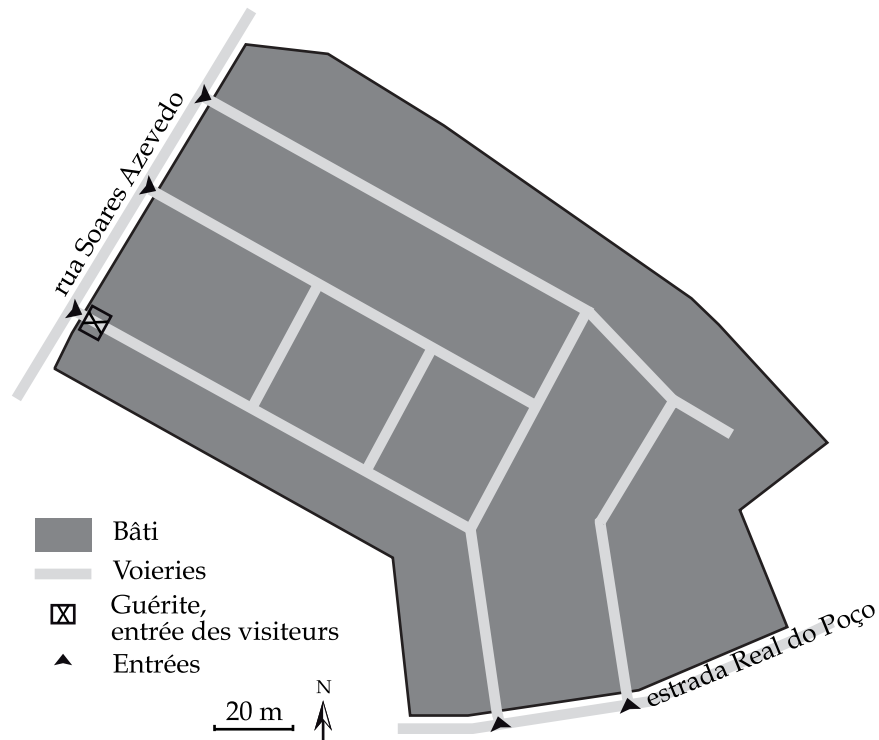 rua Soares Azevedo
Bâti
Voieries
Guérite,
entrée des visiteurs
Entrées
20 m
N
estrada Real do Poço